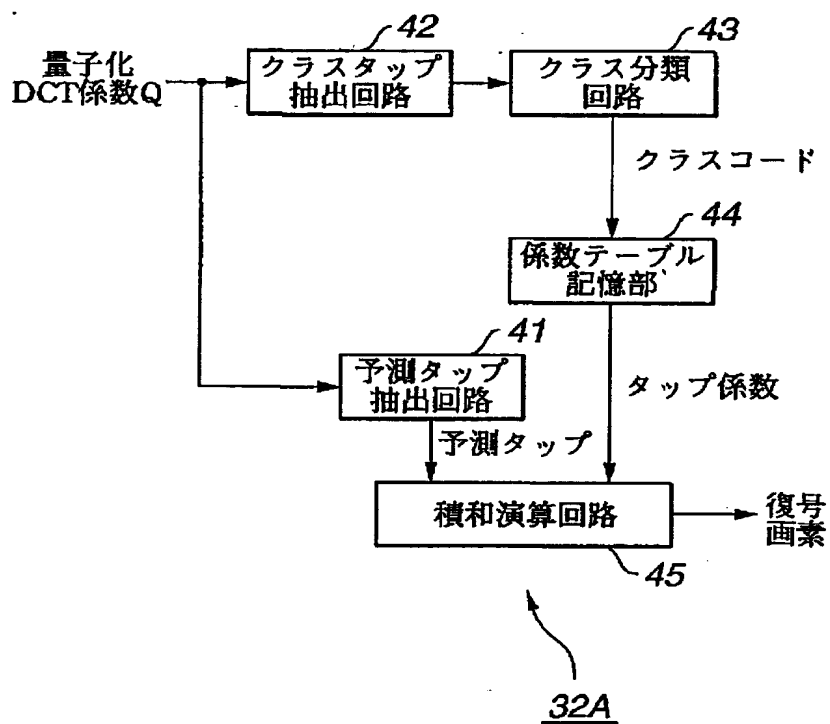 42
43
量子化
DCT係数Q
クラスタップ
抽出回路
クラス分類
回路
クラスコード
44
係数テーブル
記憶部
41
予測タップ
抽出回路
タップ係数
予測タップ
積和演算回路
復号
画素
45
32A